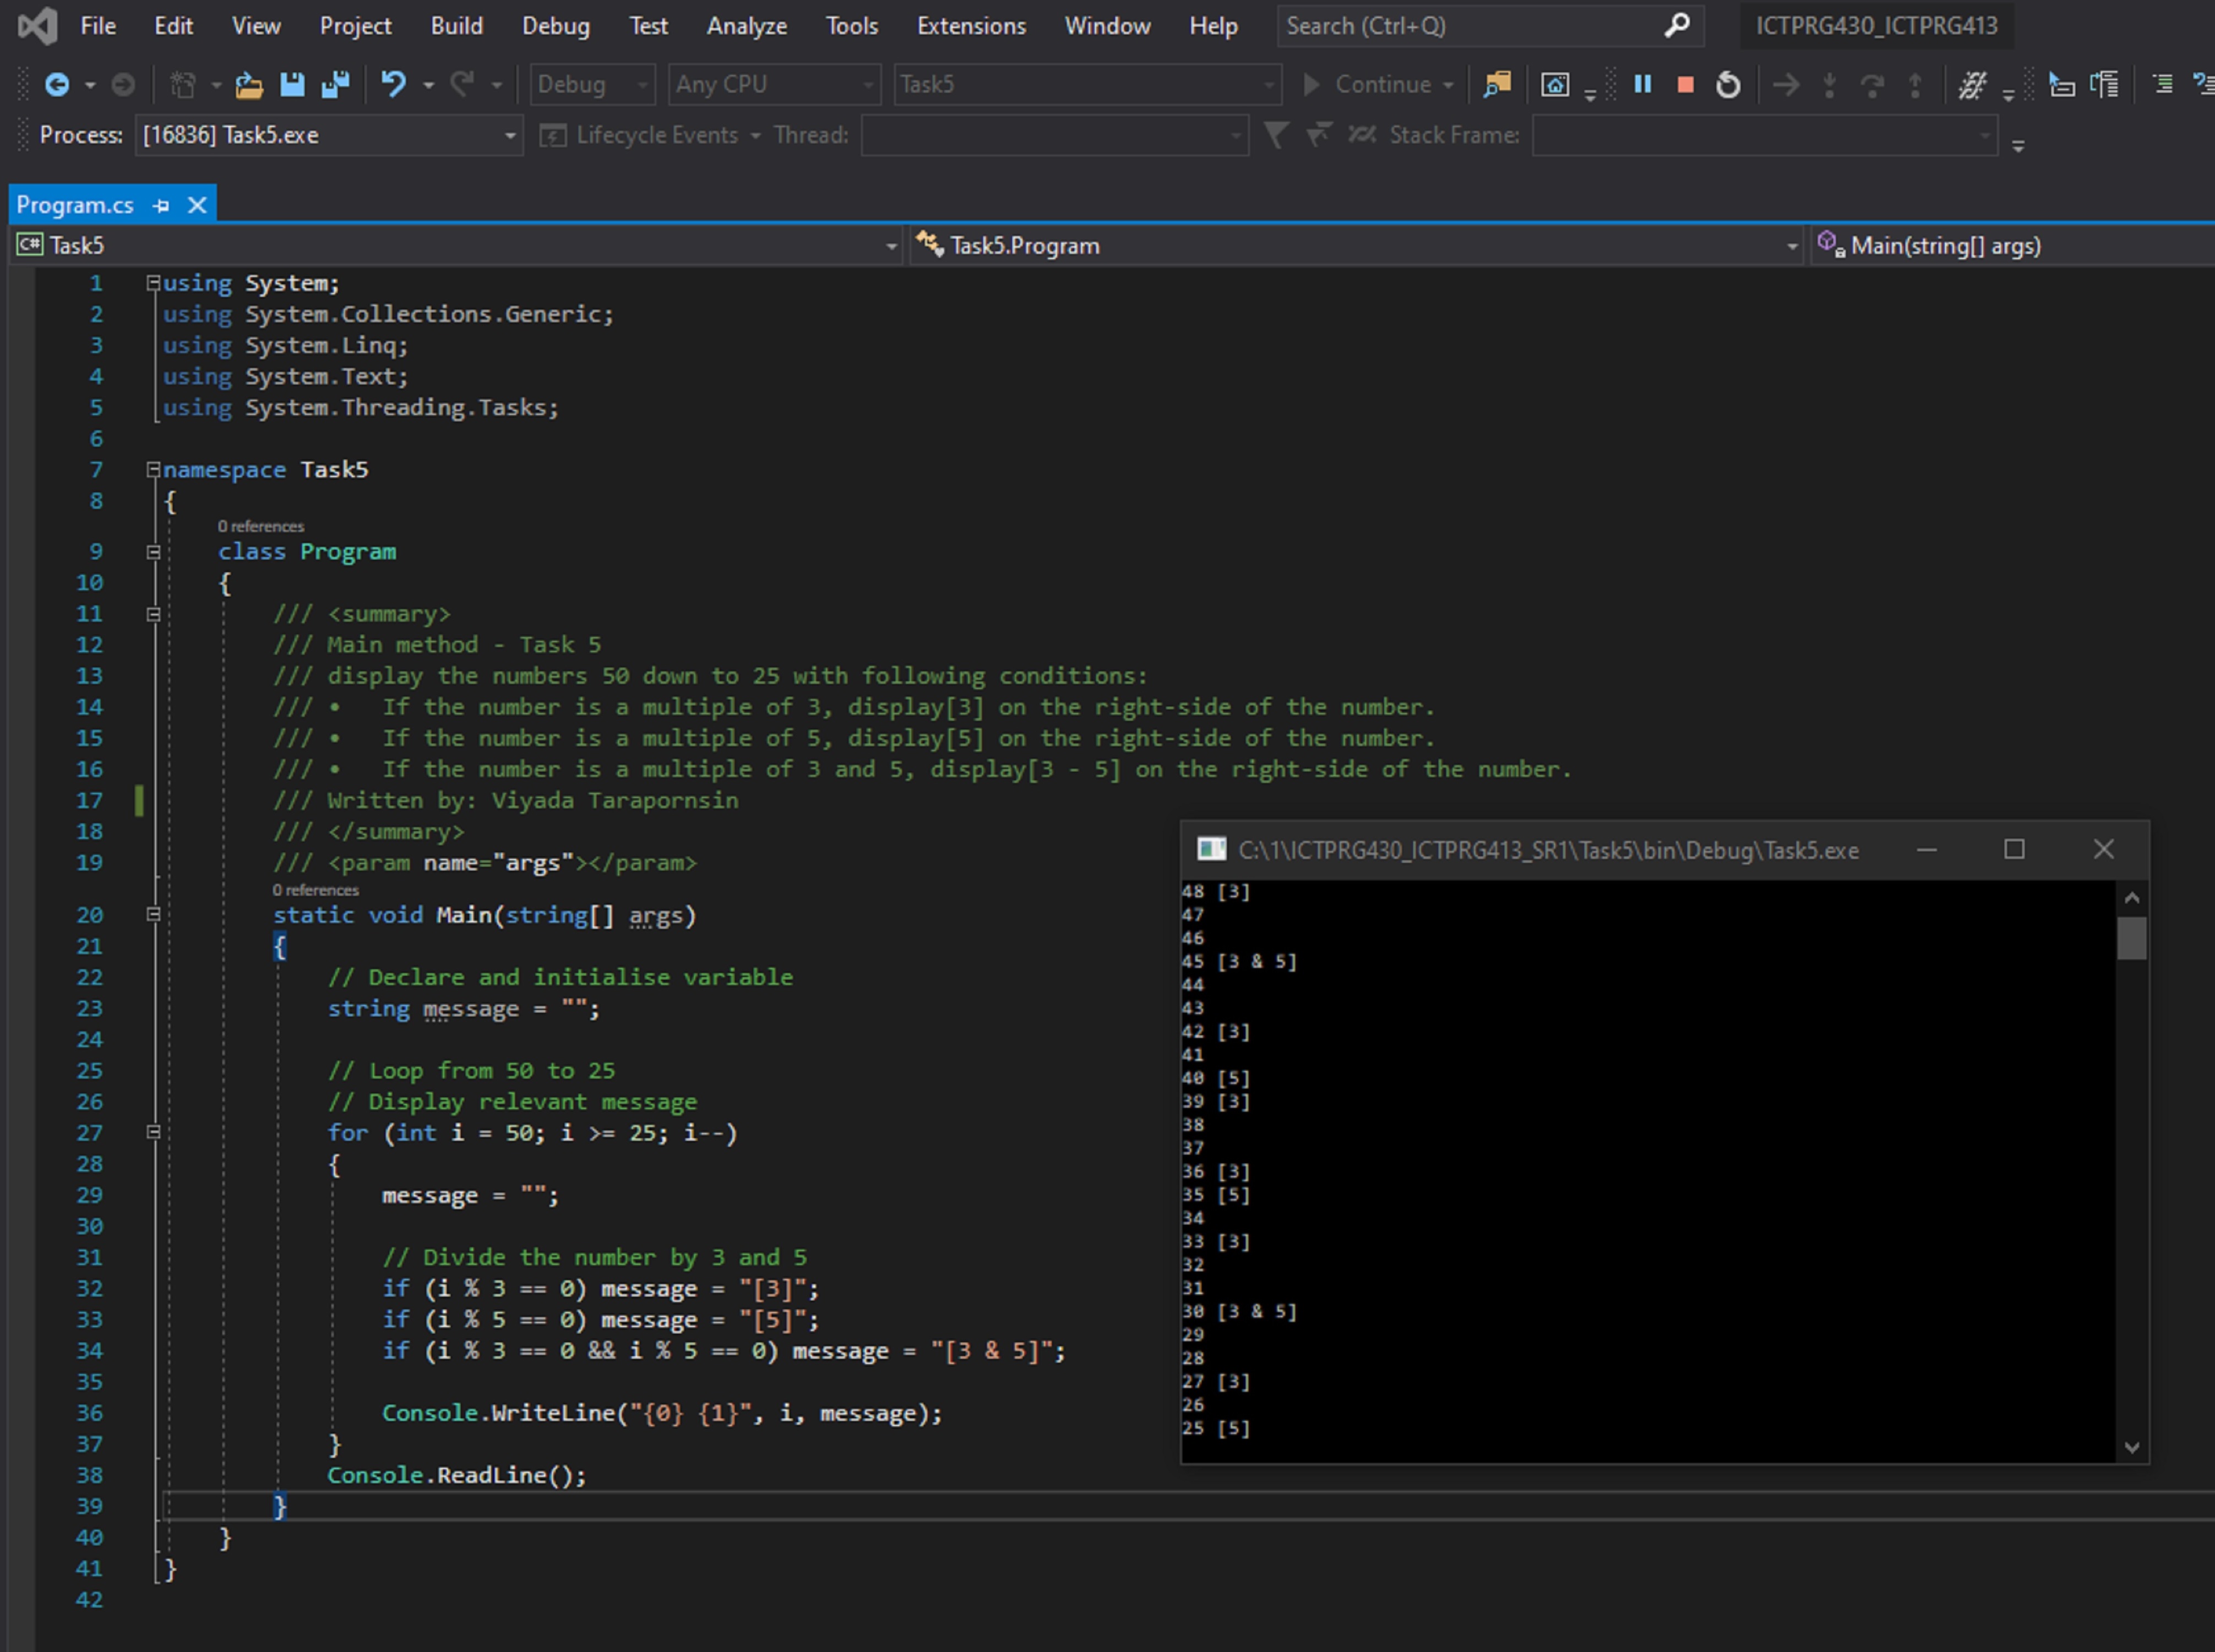 File Edit View Project Build Debug Test Analyze Tools Extensions Window Help Search (Ctrl+Q) ICTPRG430_ICTPRG413
Debug Any CPU Task5 Continue
Process: [16836] Task5.exe Lifecycle Events Thread: Stack Frame:
Program.cs
C# Task5 Task5.Program Main(string[] args)
1 using System;
2 using System.Collections.Generic;
3 using System.Linq;
4 using System.Text;
5 using System.Threading.Tasks;
6
7 namespace Task5
8 {
0 references
9 class Program
10 {
11 /// <summary>
12 /// Main method - Task 5
13 /// display the numbers 50 down to 25 with following conditions:
14 /// • If the number is a multiple of 3, display[3] on the right-side of the number.
15 /// • If the number is a multiple of 5, display[5] on the right-side of the number.
16 /// • If the number is a multiple of 3 and 5, display[3 - 5] on the right-side of the number.
17 /// Written by: Viyada Tarapornsin
18 /// </summary>
19 /// <param name="args"></param>
0 references
20 static void Main(string[] args)
21 {
22 // Declare and initialise variable
23 string message = "";
24
25 // Loop from 50 to 25
26 // Display relevant message
27 for (int i = 50; i >= 25; i--)
28 {
29 message = "";
30
31 // Divide the number by 3 and 5
32 if (i % 3 == 0) message = "[3]";
33 if (i % 5 == 0) message = "[5]";
34 if (i % 3 == 0 && i % 5 == 0) message = "[3 & 5]";
35
36 Console.WriteLine("{0} {1}", i, message);
37 }
38 Console.ReadLine();
39 }
40 }
41 }
42
C:\1\ICTPRG430_ICTPRG413_SR1\Task5\bin\Debug\Task5.exe
48 [3]
47
46
45 [3 & 5]
44
43
42 [3]
41
40 [5]
39 [3]
38
37
36 [3]
35 [5]
34
33 [3]
32
31
30 [3 & 5]
29
28
27 [3]
26
25 [5]